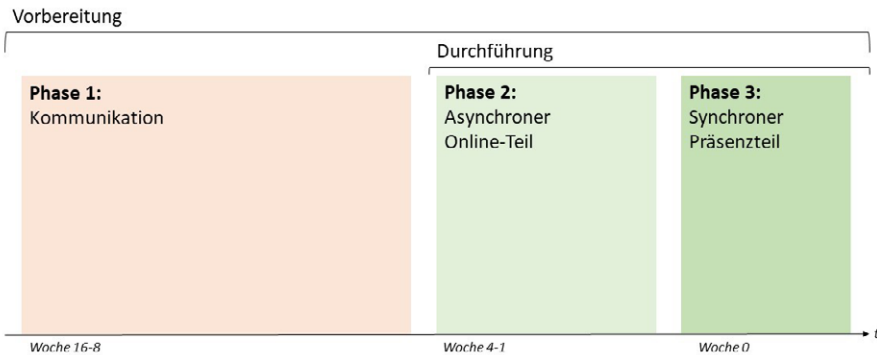 Vorbereitung
Durchführung
Phase 1:
Kommunikation
Phase 2:
Asynchroner
Online-Teil
Phase 3:
Synchroner
Präsenzteil
t
Woche 16-8
Woche 4-1
Woche 0